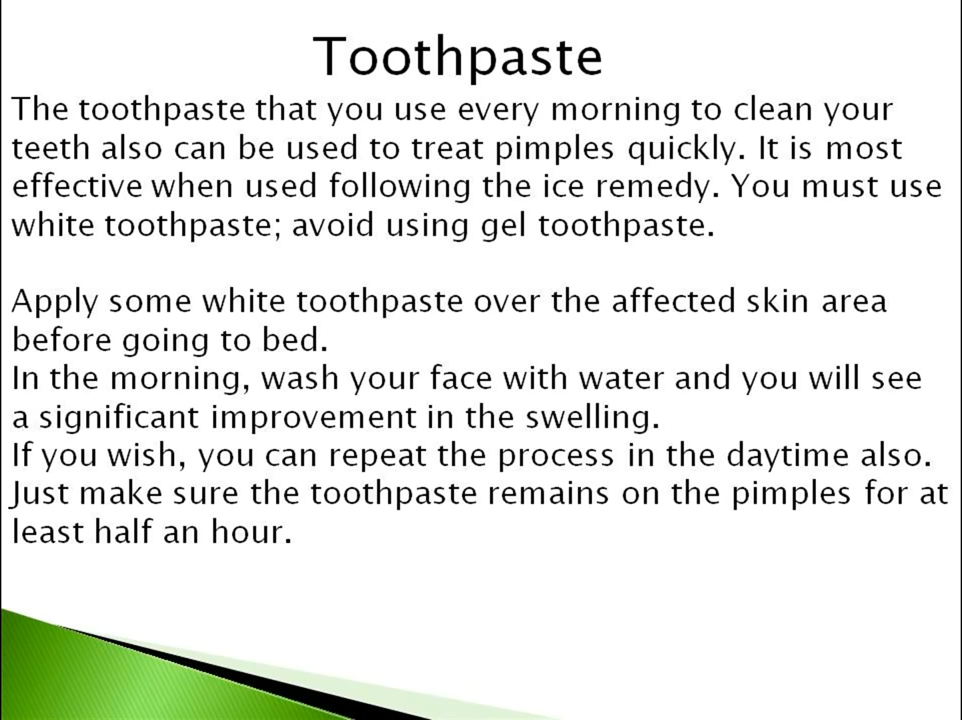 Toothpaste
The toothpaste that you use every morning to clean your
teeth also can be used to treat pimples quickly. It is most
effective when used following the ice remedy. You must use
white toothpaste; avoid using gel toothpaste.
Apply some white toothpaste over the affected skin area
before going to bed.
In the morning, wash your face with water and you will see
a significant improvement in the swelling.
If you wish, you can repeat the process in the daytime also.
Just make sure the toothpaste remains on the pimples for at
least half an hour.